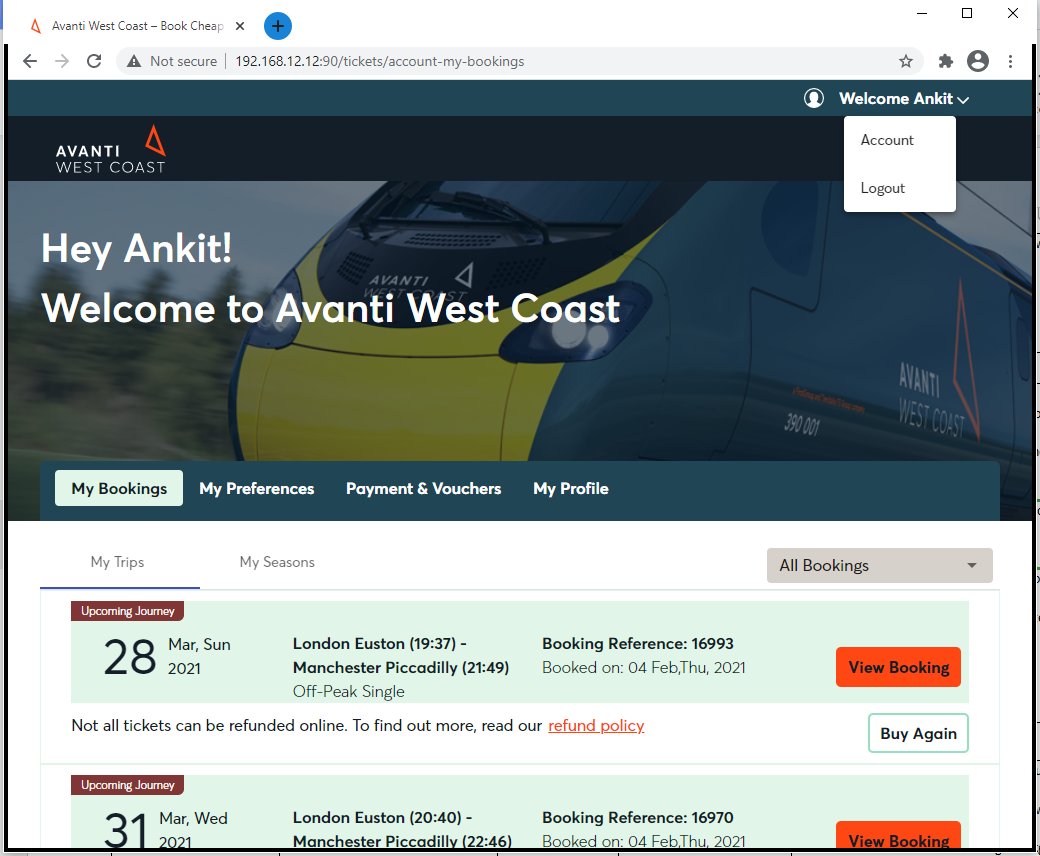 Avanti West Coast – Book Cheap
Not secure
192.168.12.12:90/tickets/account-my-bookings
Welcome Ankit
Account
Logout
AVANTI
WEST COAST
Hey Ankit!
Welcome to Avanti West Coast
AVANTI
WEST COAST
AVANTI
WEST COAST
390 001
My Bookings
My Preferences
Payment & Vouchers
My Profile
My Trips
My Seasons
All Bookings
Upcoming Journey
28 Mar, Sun
2021
London Euston (19:37) -
Manchester Piccadilly (21:49)
Off-Peak Single
Booking Reference: 16993
Booked on: 04 Feb,Thu, 2021
View Booking
Not all tickets can be refunded online. To find out more, read our refund policy
Buy Again
Upcoming Journey
31 Mar, Wed
2021
London Euston (20:40) -
Manchester Piccadilly (22:46)
Booking Reference: 16970
Booked on: 04 Feb,Thu, 2021
View Booking